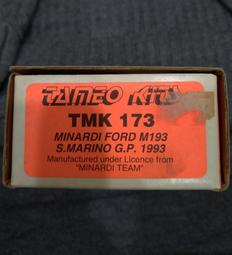 TAMEO KITS
TMK 173
MINARDI FORD M193
S.MARINO G.P. 1993
Manufactured under Licence from
"MINARDI TEAM"